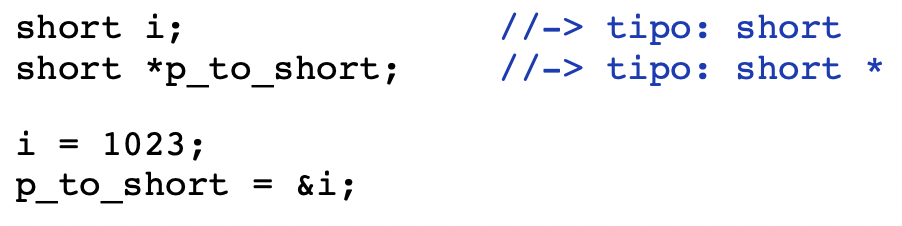 short i; //-> tipo: short
short *p_to_short; //-> tipo: short *
i = 1023;
p_to_short = &i;